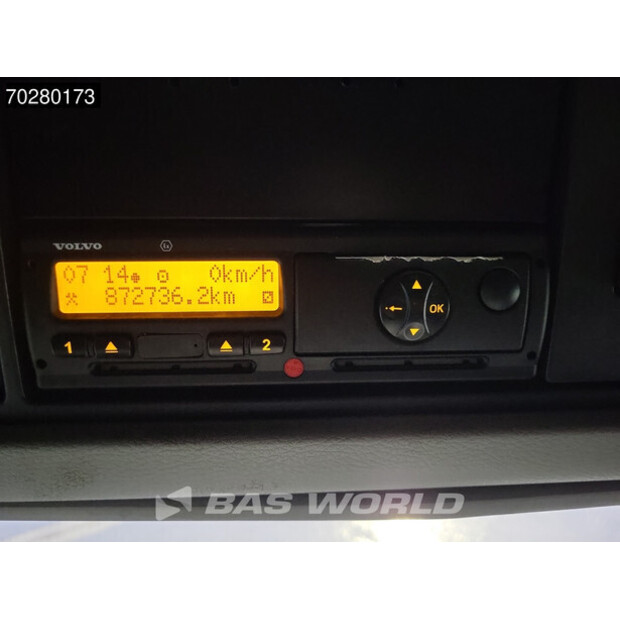 70280173
VOLVO
07 14 0km/h
872736.2km
1 2
OK
BAS WORLD